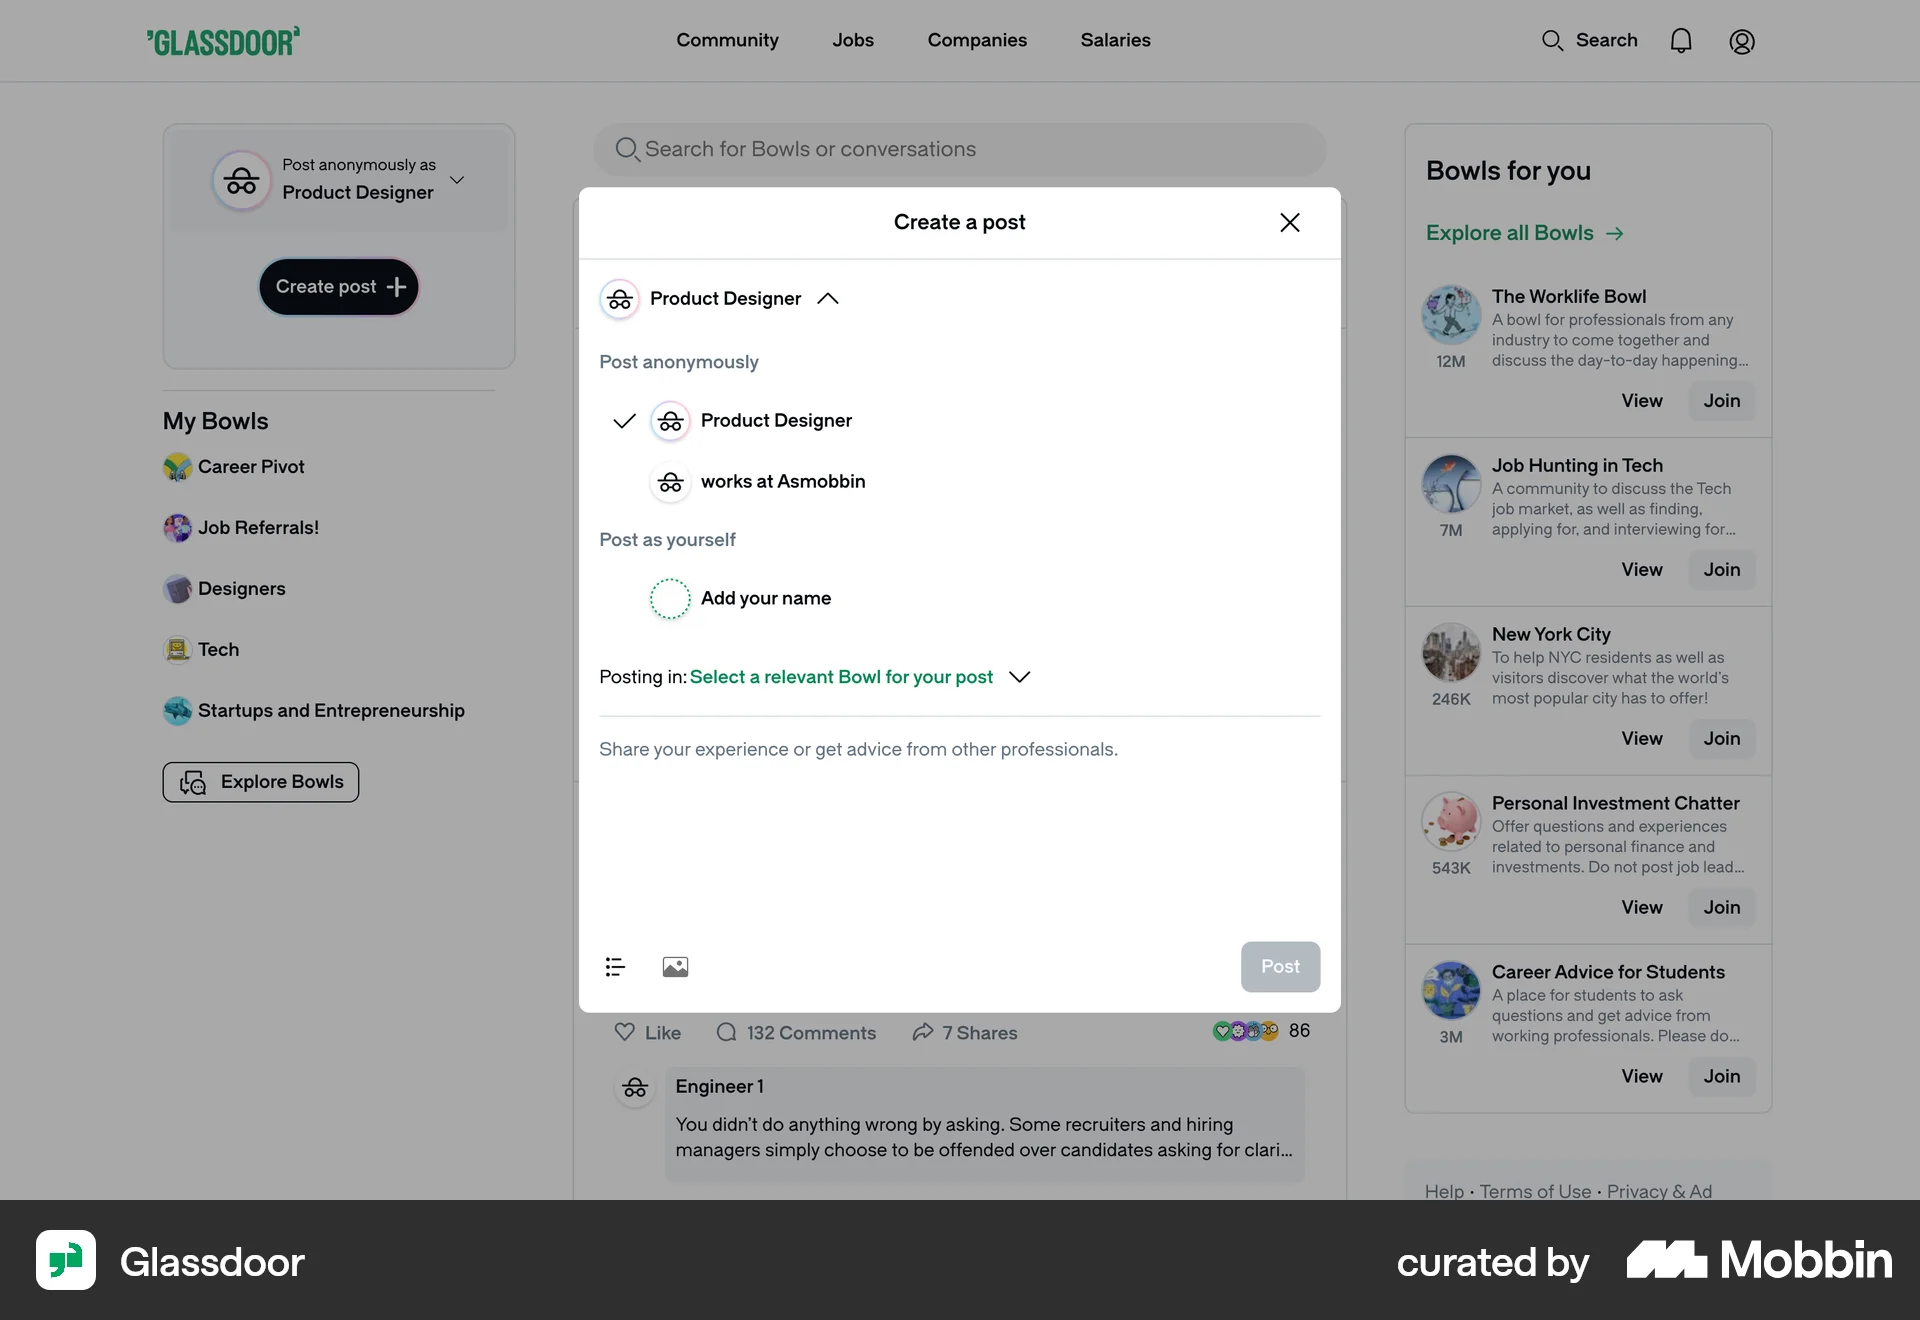 GLASSDOOR
Community
Jobs
Companies
Salaries
Search
Post anonymously as
Product Designer
Create post
My Bowls
Career Pivot
Job Referrals!
Designers
Tech
Startups and Entrepreneurship
Explore Bowls
Search for Bowls or conversations
Create a post
Product Designer
Post anonymously
Product Designer
works at Asmobbin
Post as yourself
Add your name
Posting in: Select a relevant Bowl for your post
Share your experience or get advice from other professionals.
Post
Like
132 Comments
7 Shares
86
Engineer 1
You didn't do anything wrong by asking. Some recruiters and hiring
managers simply choose to be offended over candidates asking for clari...
Bowls for you
Explore all Bowls
The Worklife Bowl
A bowl for professionals from any
industry to come together and
discuss the day-to-day happening...
12M
View
Join
Job Hunting in Tech
A community to discuss the Tech
job market, as well as finding,
applying for, and interviewing for...
7M
View
Join
New York City
To help NYC residents as well as
visitors discover what the world's
most popular city has to offer!
246K
View
Join
Personal Investment Chatter
Offer questions and experiences
related to personal finance and
investments. Do not post job lead...
543K
View
Join
Career Advice for Students
A place for students to ask
questions and get advice from
working professionals. Please do...
3M
View
Join
Help • Terms of Use • Privacy & Ad
Glassdoor
curated by Mobbin